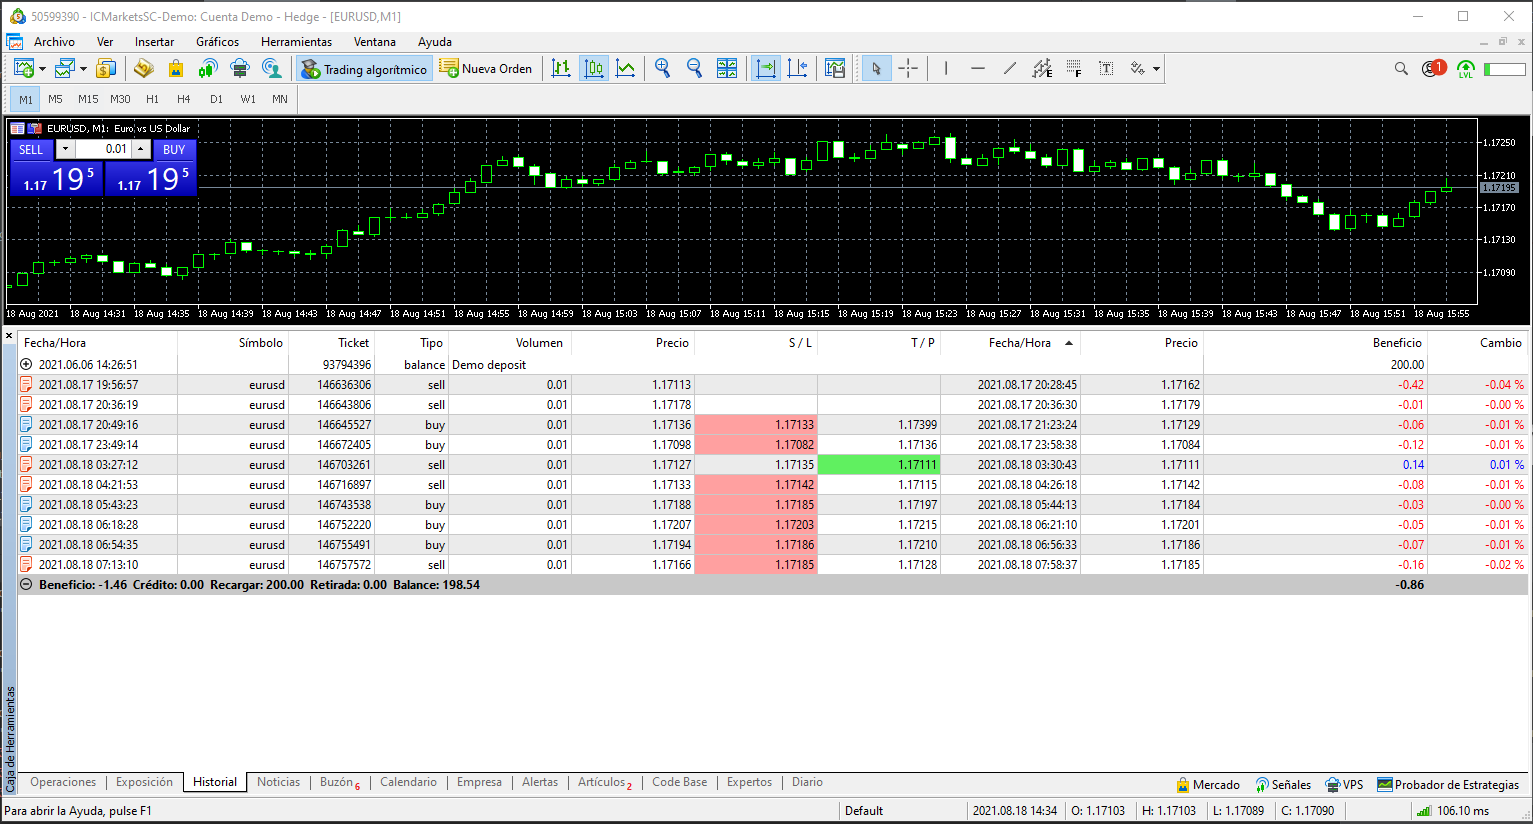 50599390 - ICMarketsSC-Demo: Cuenta Demo - Hedge - [EURUSD,M1]
Archivo Ver Insertar Gráficos Herramientas Ventana Ayuda
Trading algorítmico Nueva Orden E F T 1 LVL
M1 M5 M15 M30 H1 H4 D1 W1 MN
EURUSD, M1: Euro vs US Dollar
SELL 0.01 BUY
1.17 19 5 1.17 19 5
1.17250
1.17210
1.17195
1.17170
1.17130
1.17090
18 Aug 2021 18 Aug 14:31 18 Aug 14:35 18 Aug 14:39 18 Aug 14:43 18 Aug 14:47 18 Aug 14:51 18 Aug 14:55 18 Aug 14:59 18 Aug 15:03 18 Aug 15:07 18 Aug 15:11 18 Aug 15:15 18 Aug 15:19 18 Aug 15:23 18 Aug 15:27 18 Aug 15:31 18 Aug 15:35 18 Aug 15:39 18 Aug 15:43 18 Aug 15:47 18 Aug 15:51 18 Aug 15:55
Fecha/Hora Símbolo Ticket Tipo Volumen Precio S / L T / P Fecha/Hora Precio Beneficio Cambio
2021.06.06 14:26:51 93794396 balance Demo deposit 200.00
2021.08.17 19:56:57 eurusd 146636306 sell 0.01 1.17113 2021.08.17 20:28:45 1.17162 -0.42 -0.04 %
2021.08.17 20:36:19 eurusd 146643806 sell 0.01 1.17178 2021.08.17 20:36:30 1.17179 -0.01 -0.00 %
2021.08.17 20:49:16 eurusd 146645527 buy 0.01 1.17136 1.17133 1.17399 2021.08.17 21:23:24 1.17129 -0.06 -0.01 %
2021.08.17 23:49:14 eurusd 146672405 buy 0.01 1.17098 1.17082 1.17136 2021.08.17 23:58:38 1.17084 -0.12 -0.01 %
2021.08.18 03:27:12 eurusd 146703261 sell 0.01 1.17127 1.17135 1.17111 2021.08.18 03:30:43 1.17111 0.14 0.01 %
2021.08.18 04:21:53 eurusd 146716897 sell 0.01 1.17133 1.17142 1.17115 2021.08.18 04:26:18 1.17142 -0.08 -0.01 %
2021.08.18 05:43:23 eurusd 146743538 buy 0.01 1.17188 1.17185 1.17197 2021.08.18 05:44:13 1.17184 -0.03 -0.00 %
2021.08.18 06:18:28 eurusd 146752220 buy 0.01 1.17207 1.17203 1.17215 2021.08.18 06:21:10 1.17201 -0.05 -0.01 %
2021.08.18 06:54:35 eurusd 146755491 buy 0.01 1.17194 1.17186 1.17210 2021.08.18 06:56:33 1.17186 -0.07 -0.01 %
2021.08.18 07:13:10 eurusd 146757572 sell 0.01 1.17166 1.17185 1.17128 2021.08.18 07:58:37 1.17185 -0.16 -0.02 %
Beneficio: -1.46 Crédito: 0.00 Recargar: 200.00 Retirada: 0.00 Balance: 198.54 -0.86
Caja de Herramientas
Operaciones Exposición Historial Noticias Buzón 6 Calendario Empresa Alertas Artículos 2 Code Base Expertos Diario Mercado Señales VPS Probador de Estrategias
Para abrir la Ayuda, pulse F1 Default 2021.08.18 14:34 O: 1.17103 H: 1.17103 L: 1.17089 C: 1.17090 106.10 ms